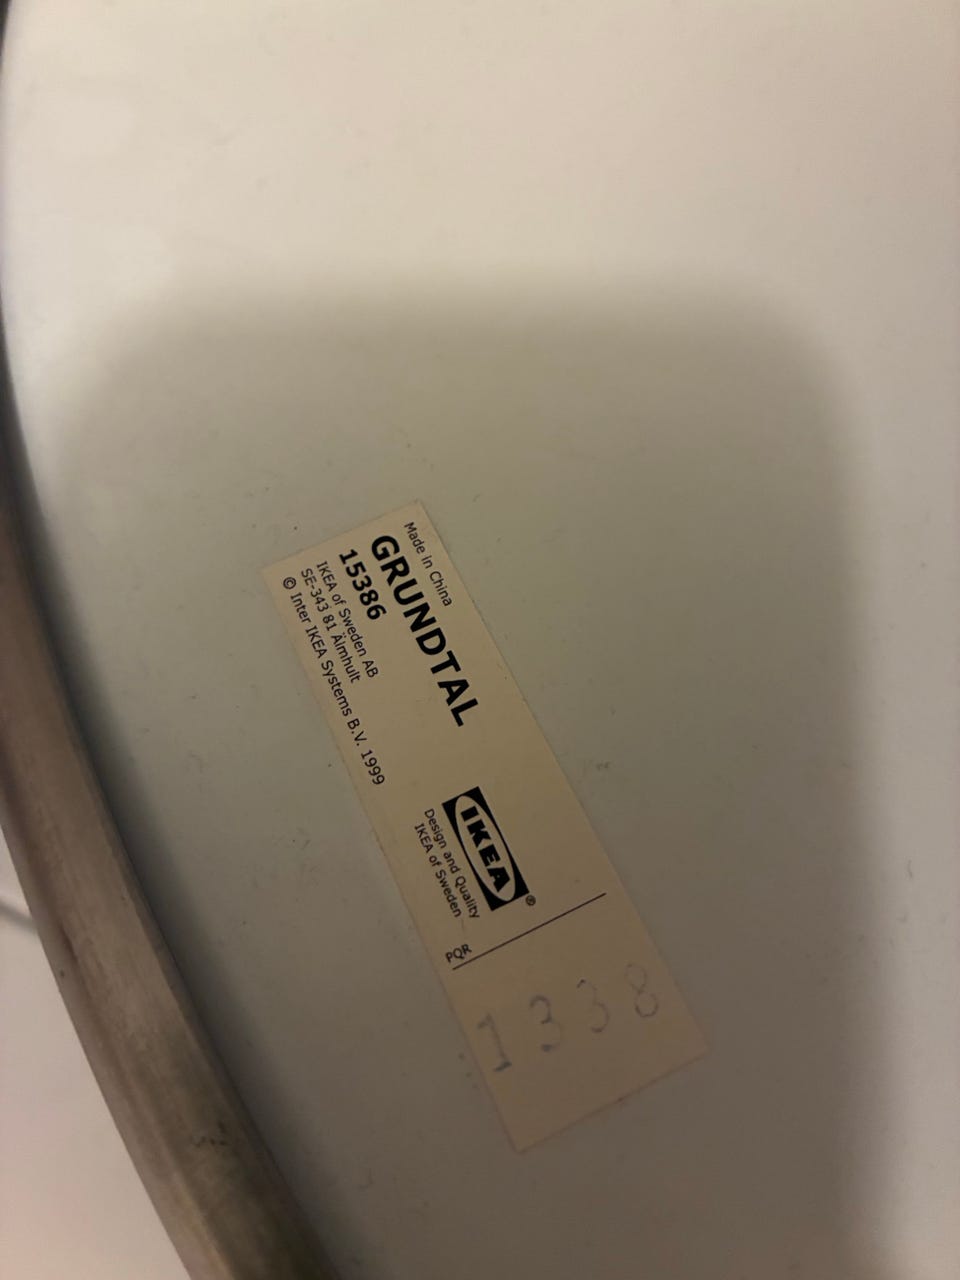 Made in China
GRUNDTAL
15386
IKEA of Sweden AB
SE-343 81 Älmhult
© Inter IKEA Systems B.V. 1999
IKEA®
Design and Quality
IKEA of Sweden
PQR
1338